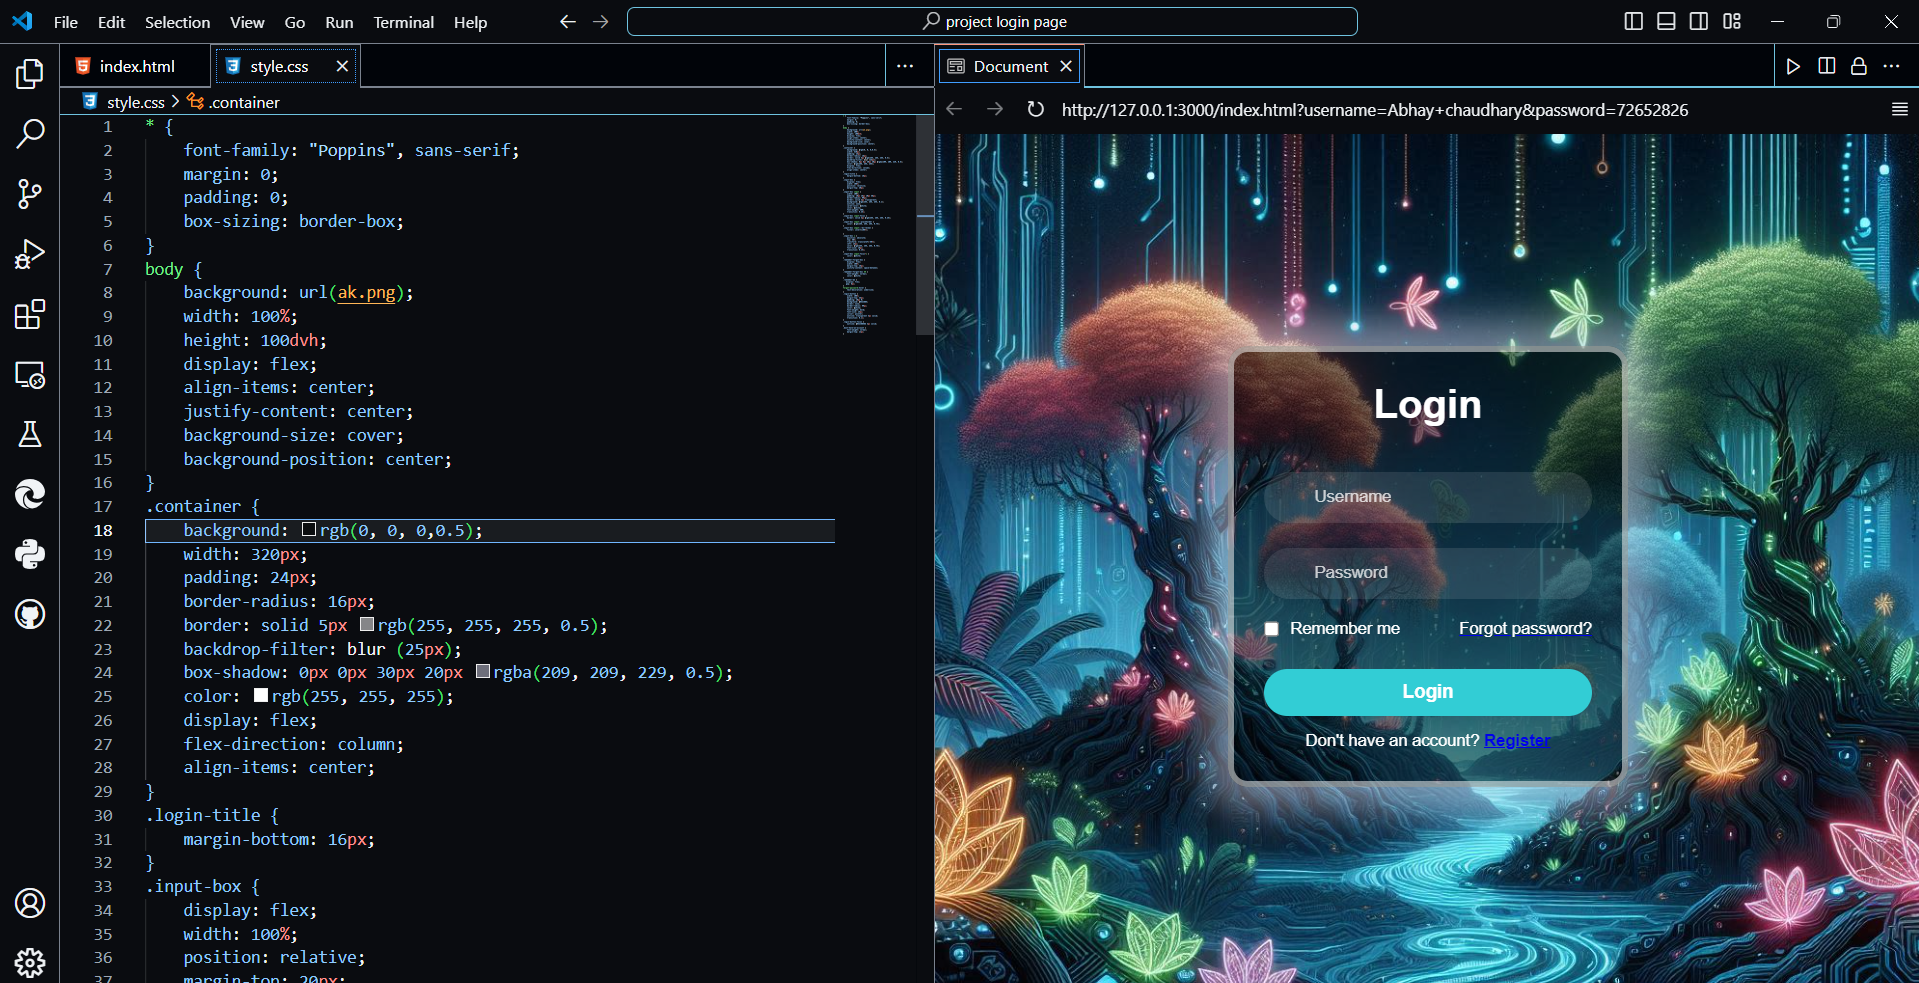 File Edit Selection View Go Run Terminal Help
project login page
index.html
style.css
Document
style.css > .container
http://127.0.0.1:3000/index.html?username=Abhay+chaudhary&password=72652826
1 * {
2 font-family: "Poppins", sans-serif;
3 margin: 0;
4 padding: 0;
5 box-sizing: border-box;
6 }
7 body {
8 background: url(ak.png);
9 width: 100%;
10 height: 100dvh;
11 display: flex;
12 align-items: center;
13 justify-content: center;
14 background-size: cover;
15 background-position: center;
16 }
17 .container {
18 background: rgb(0, 0, 0,0.5);
19 width: 320px;
20 padding: 24px;
21 border-radius: 16px;
22 border: solid 5px rgb(255, 255, 255, 0.5);
23 backdrop-filter: blur (25px);
24 box-shadow: 0px 0px 30px 20px rgba(209, 209, 229, 0.5);
25 color: rgb(255, 255, 255);
26 display: flex;
27 flex-direction: column;
28 align-items: center;
29 }
30 .login-title {
31 margin-bottom: 16px;
32 }
33 .input-box {
34 display: flex;
35 width: 100%;
36 position: relative;
37 margin-top: 20px;
Login
Username
Password
Remember me Forgot password?
Login
Don't have an account? Register